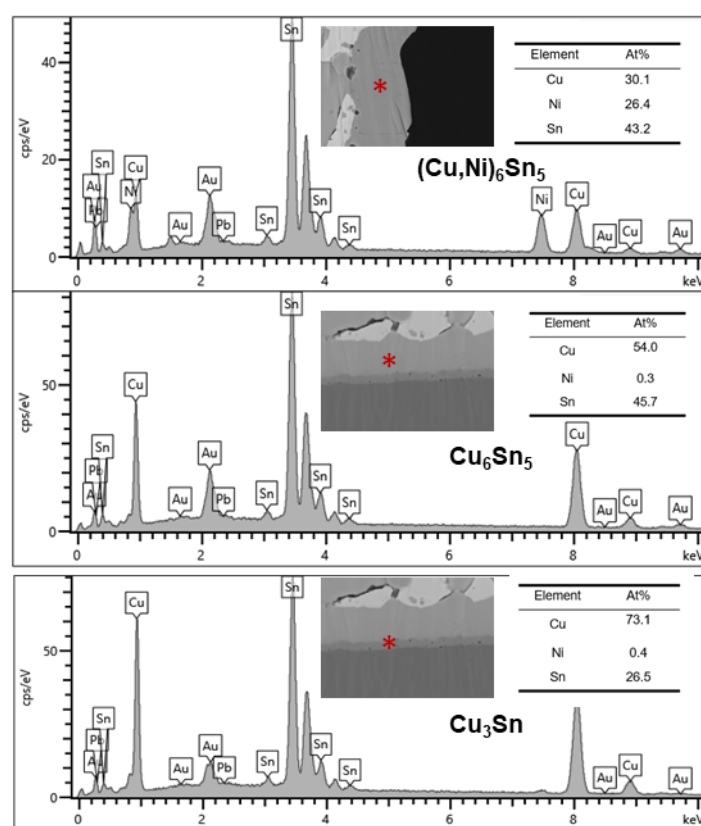 cps/eV
40
20
0
Sn
Au
Pb
Sn
Ni
Cu
Au
Au
Pb
Sn
Sn
Sn
Ni
Cu
Au
Cu
Au
*
Element At%
Cu 30.1
Ni 26.4
Sn 43.2
(Cu,Ni)6Sn5
0 2 4 6 8 keV
cps/eV
50
0
Sn
Pb
Au
Sn
Cu
Au
Au
Pb
Sn
Sn
Sn
Cu
Au
Cu
Au
*
Element At%
Cu 54.0
Ni 0.3
Sn 45.7
Cu6Sn5
0 2 4 6 8 keV
cps/eV
50
0
Sn
Pb
Au
Sn
Cu
Au
Au
Pb
Sn
Sn
Sn
Au
Cu
Au
*
Element At%
Cu 73.1
Ni 0.4
Sn 26.5
Cu3Sn
0 2 4 6 8 keV